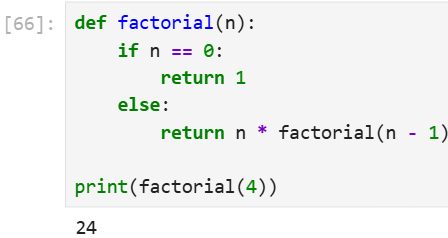 [66]: def factorial(n):
    if n == 0:
        return 1
    else:
        return n * factorial(n - 1)
print(factorial(4))
24